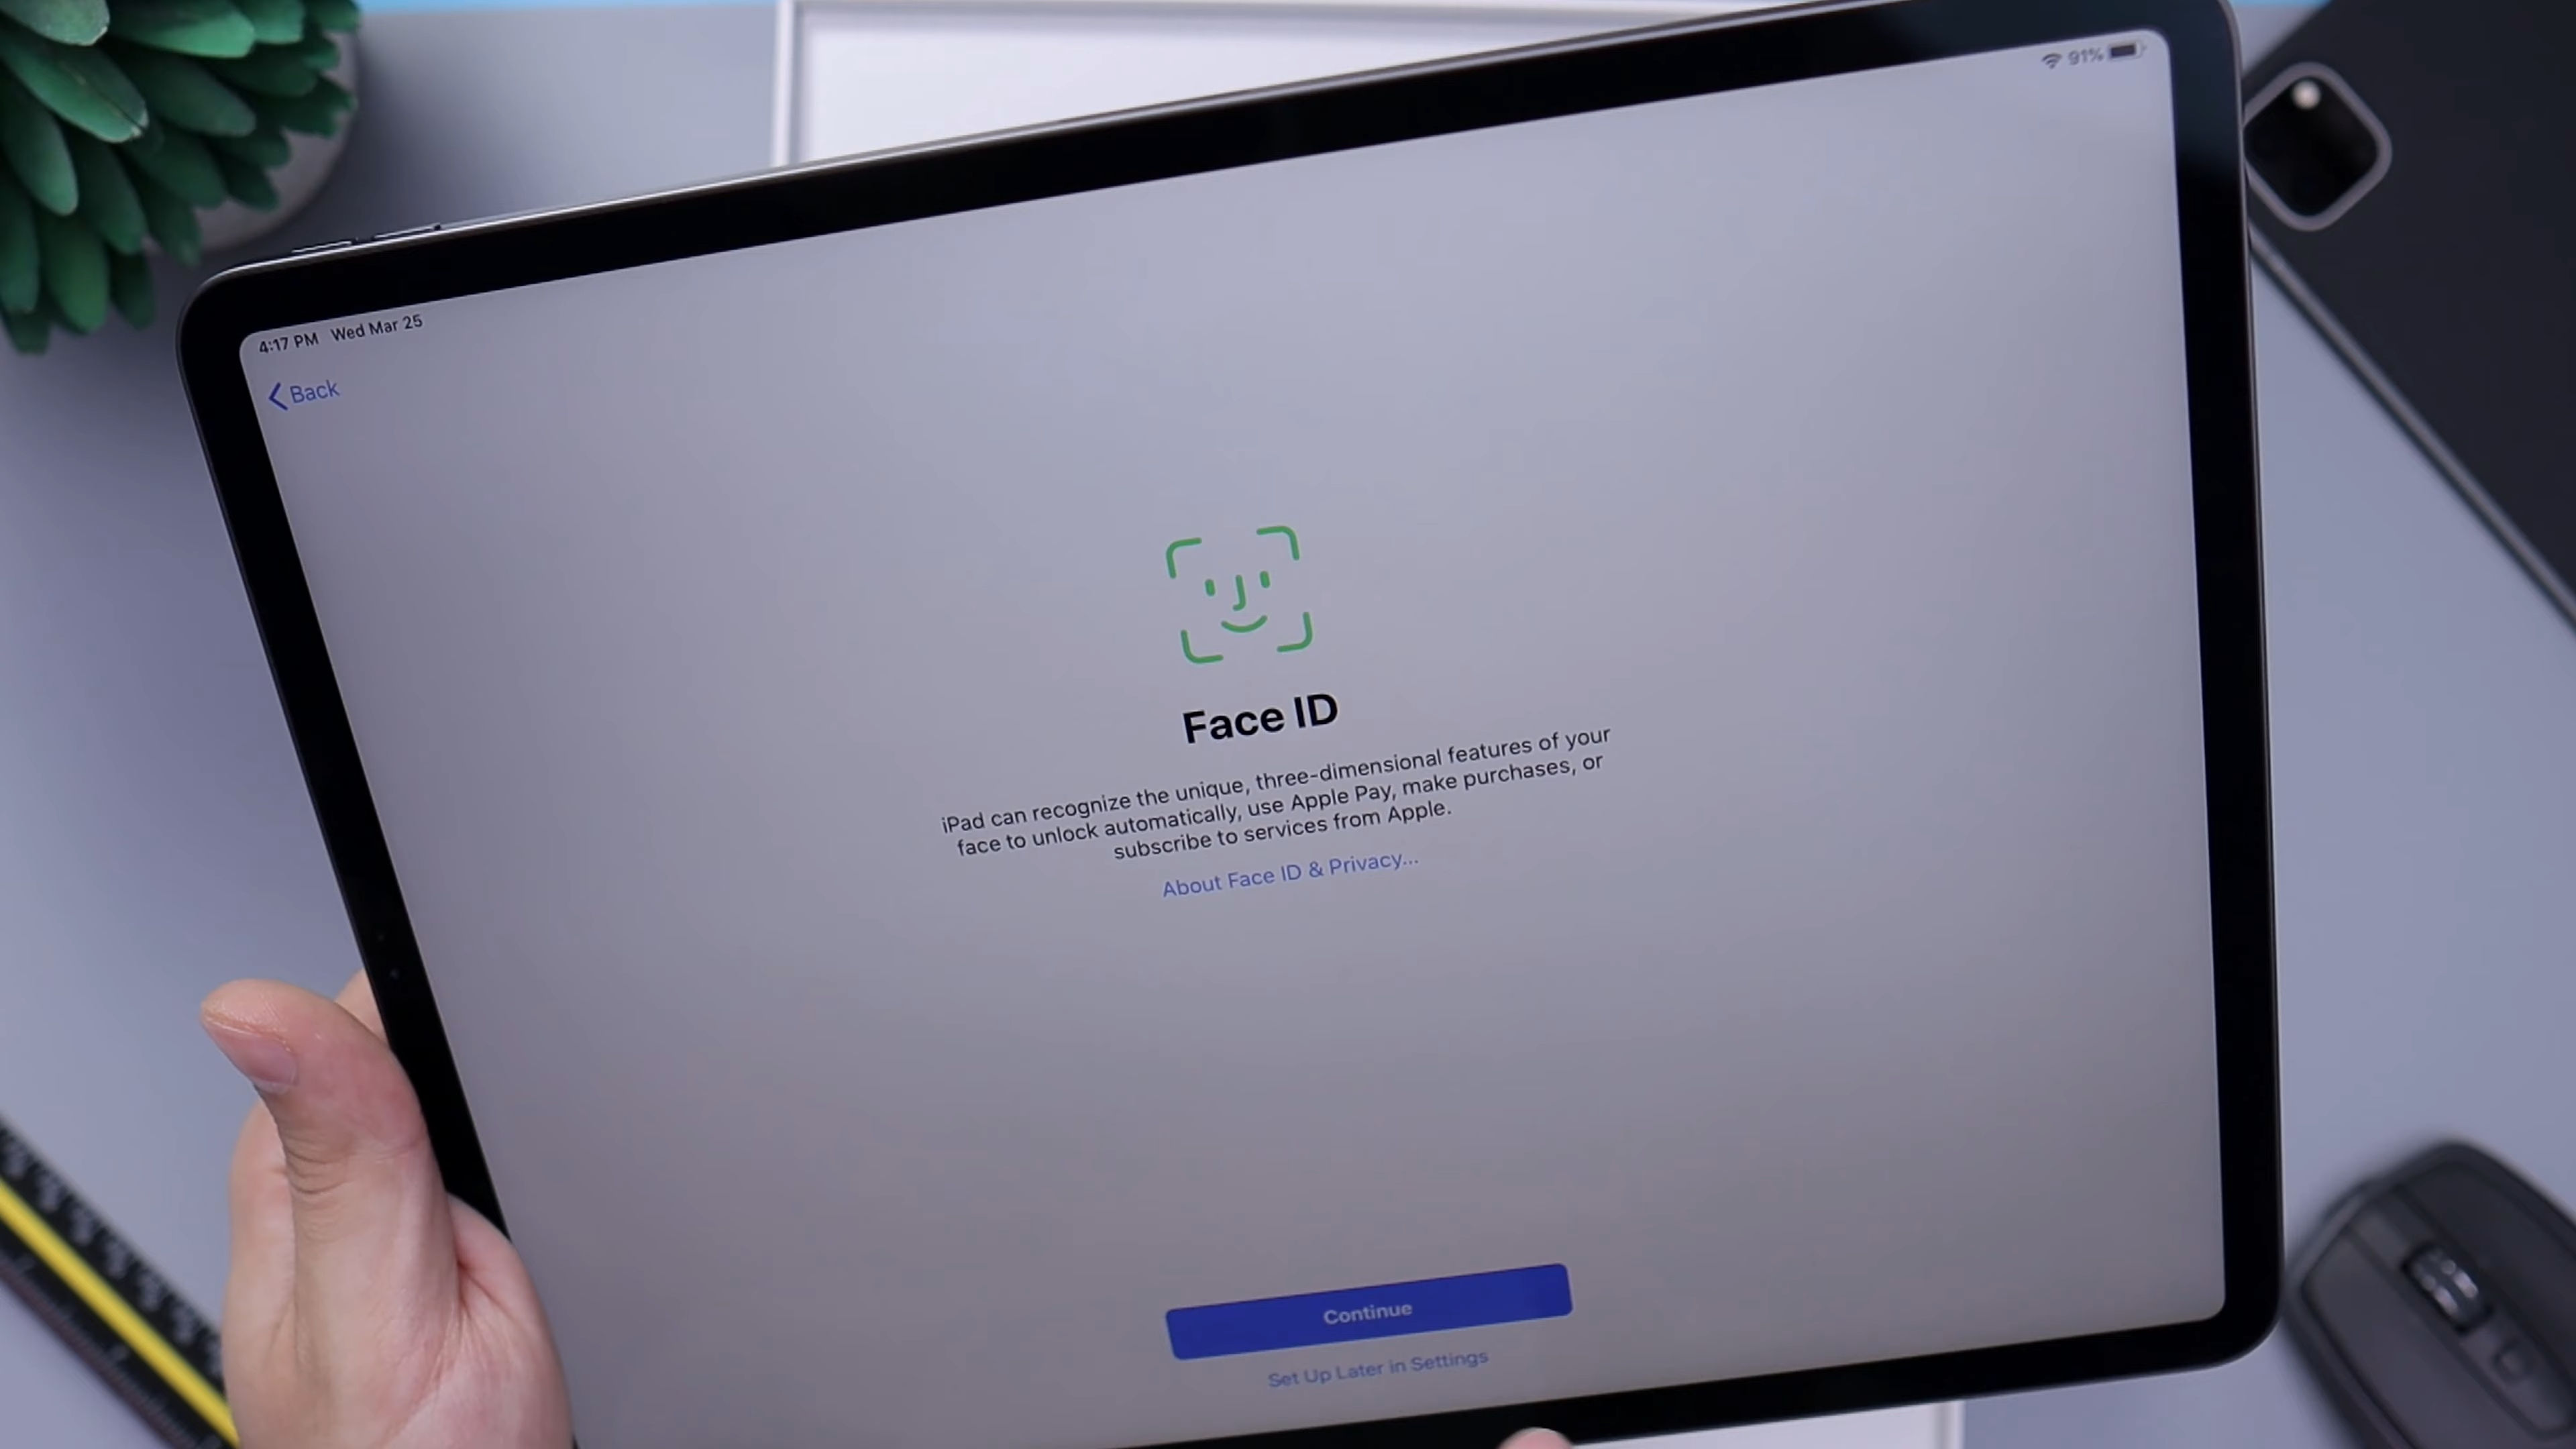 4:17 PM Wed Mar 25
91%
Back
Face ID
iPad can recognize the unique, three-dimensional features of your
face to unlock automatically, use Apple Pay, make purchases, or
subscribe to services from Apple.
About Face ID & Privacy...
Continue
Set Up Later in Settings